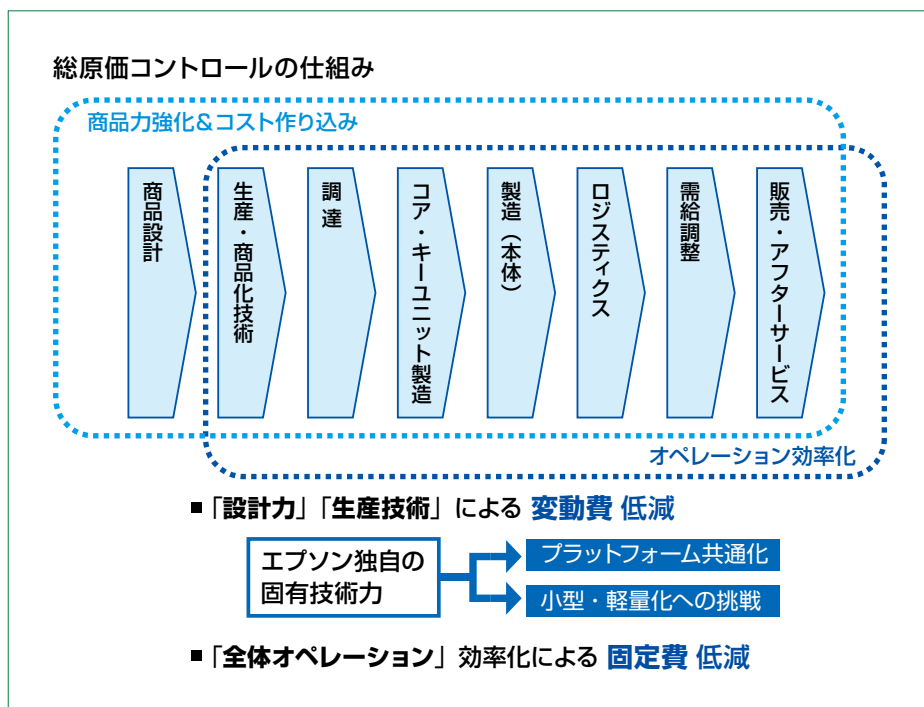 総原価コントロールの仕組み
商品力強化&コスト作り込み
商品設計
生産・商品化技術
調達
コア・キーユニット製造
製造（本体）
ロジスティクス
需給調整
販売・アフターサービス
オペレーション効率化
■「設計力」「生産技術」による 変動費 低減
エプソン独自の
固有技術力
プラットフォーム共通化
小型・軽量化への挑戦
■「全体オペレーション」効率化による 固定費 低減